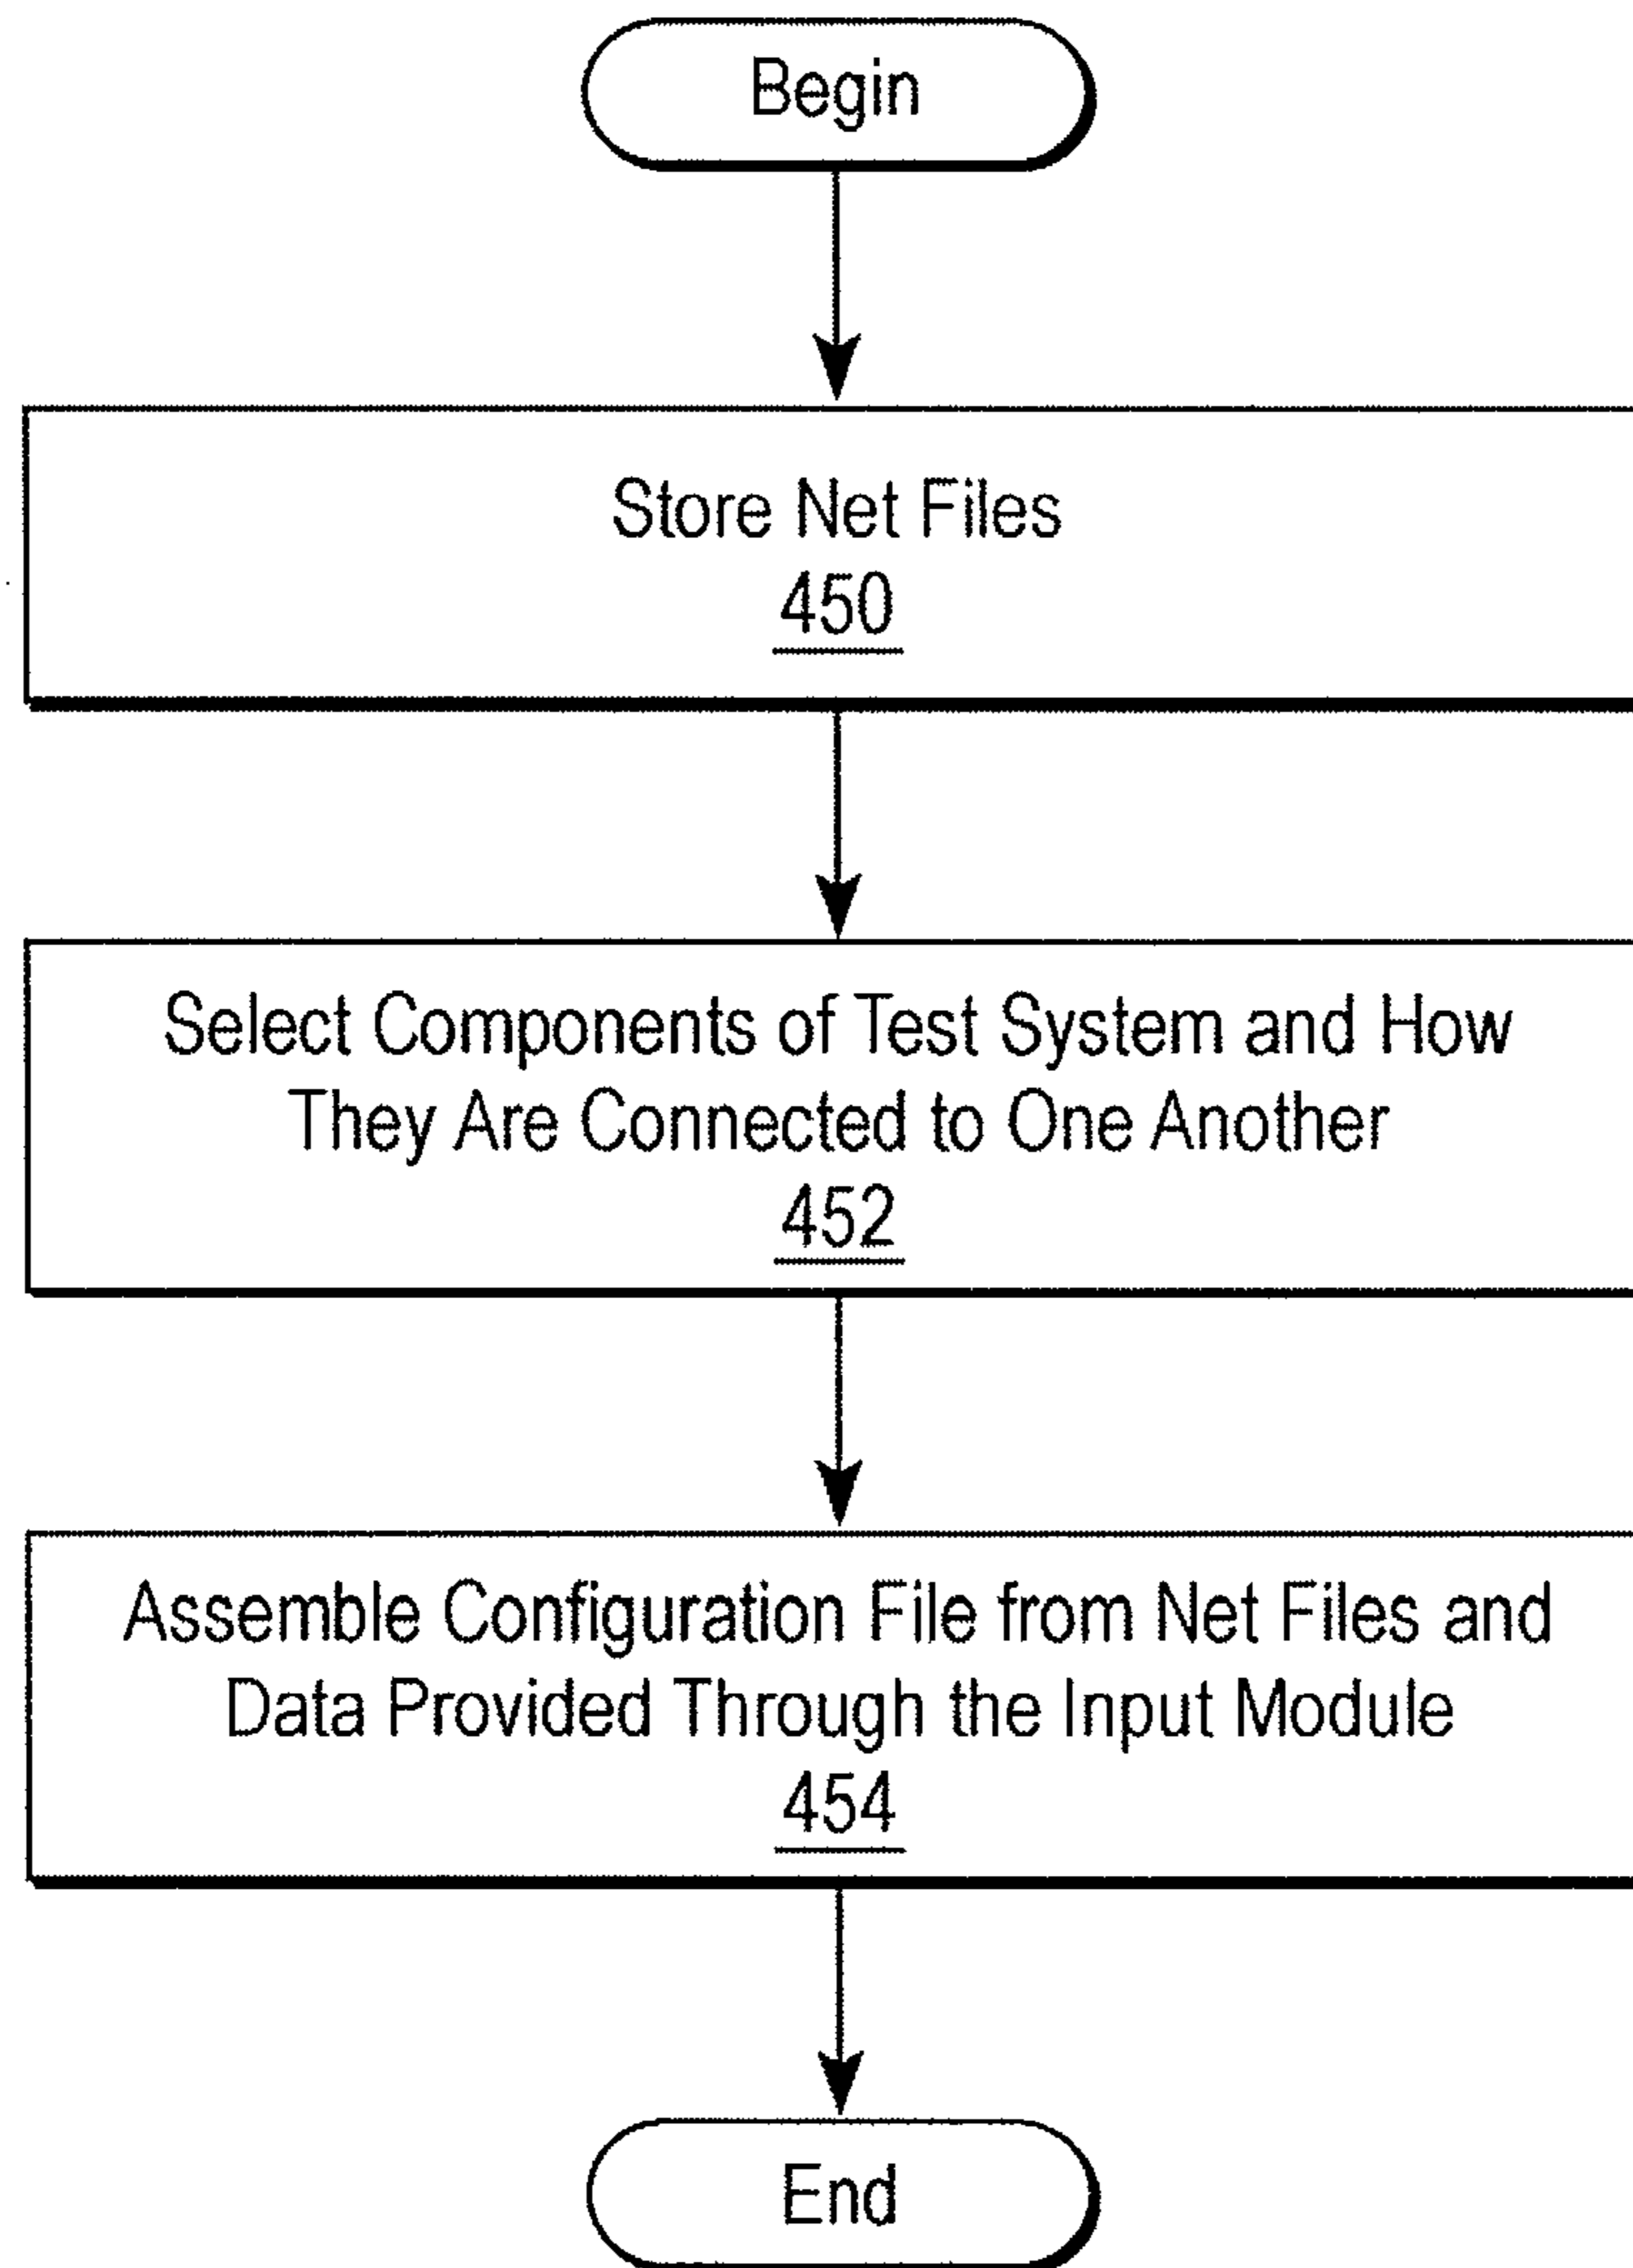 Begin
Store Net Files
450
Select Components of Test System and How
They Are Connected to One Another
452
Assemble Configuration File from Net Files and
Data Provided Through the Input Module
454
End